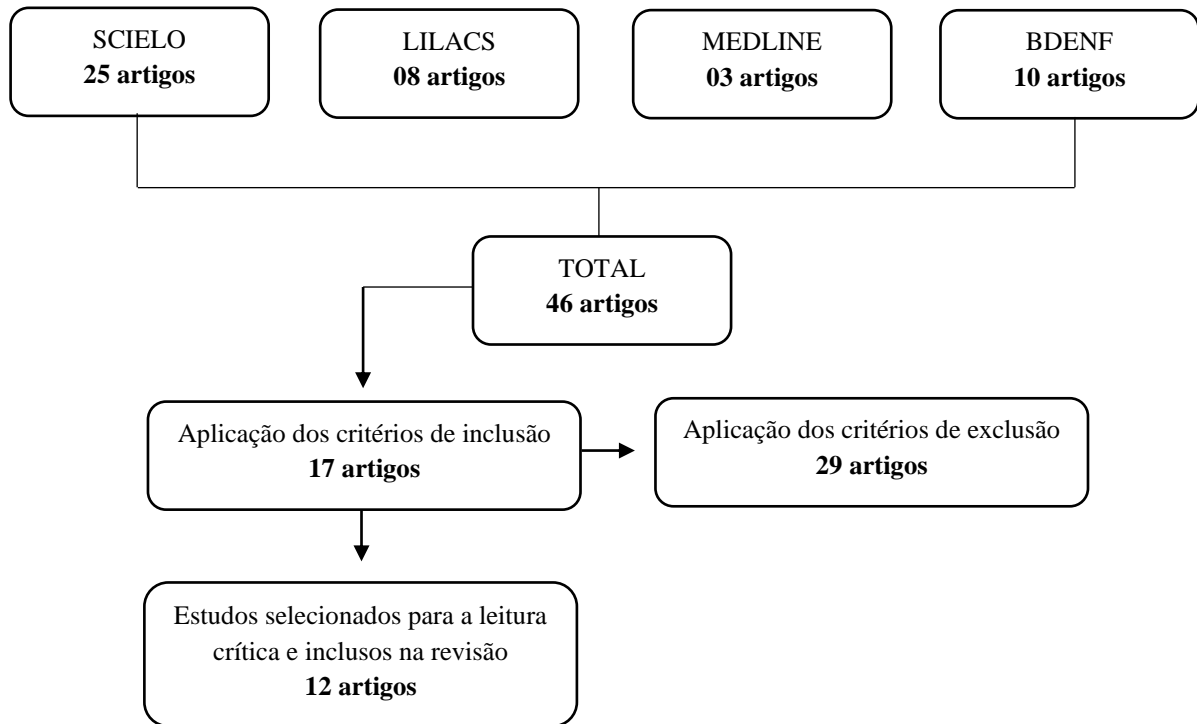 SCIELO
25 artigos
LILACS
08 artigos
MEDLINE
03 artigos
BDENF
10 artigos
TOTAL
46 artigos
Aplicação dos critérios de inclusão
17 artigos
Aplicação dos critérios de exclusão
29 artigos
Estudos selecionados para a leitura
crítica e inclusos na revisão
12 artigos